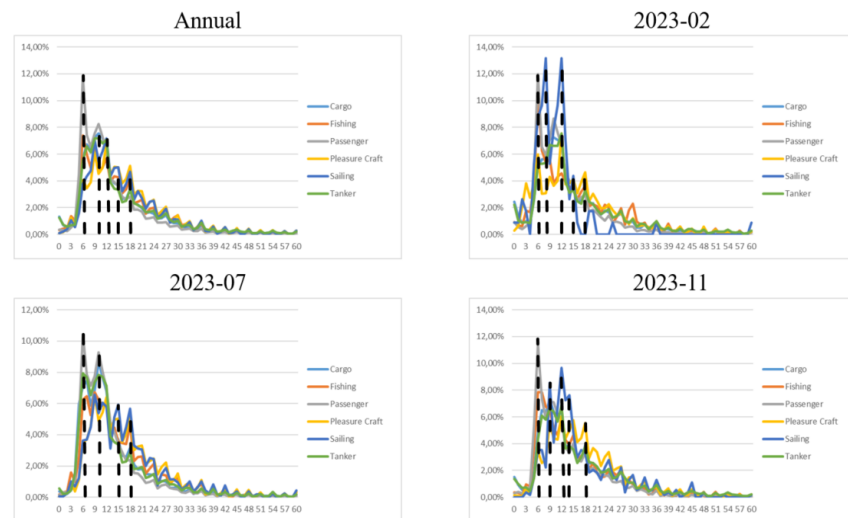 Annual
14,00%
12,00%
10,00%
8,00%
6,00%
4,00%
2,00%
0,00%
0 3 6 9 12 15 18 21 24 27 30 33 36 39 42 45 48 51 54 57 60
Cargo
Fishing
Passenger
Pleasure Craft
Sailing
Tanker
2023-02
14,00%
12,00%
10,00%
8,00%
6,00%
4,00%
2,00%
0,00%
0 3 6 9 12 15 18 21 24 27 30 33 36 39 42 45 48 51 54 57 60
Cargo
Fishing
Passenger
Pleasure Craft
Sailing
Tanker
2023-07
12,00%
10,00%
8,00%
6,00%
4,00%
2,00%
0,00%
0 3 6 9 12 15 18 21 24 27 30 33 36 39 42 45 48 51 54 57 60
Cargo
Fishing
Passenger
Pleasure Craft
Sailing
Tanker
2023-11
14,00%
12,00%
10,00%
8,00%
6,00%
4,00%
2,00%
0,00%
0 3 6 9 12 15 18 21 24 27 30 33 36 39 42 45 48 51 54 57 60
Cargo
Fishing
Passenger
Pleasure Craft
Sailing
Tanker